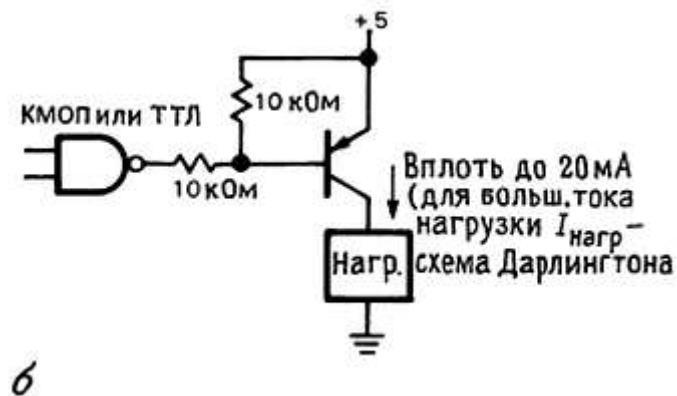 +5
10 кОм
КМОП или ТТЛ
10 кОм
Вплоть до 20 мА
(для больш. тока
нагрузки Iнагр –
Нагр. схема Дарлингтона
б